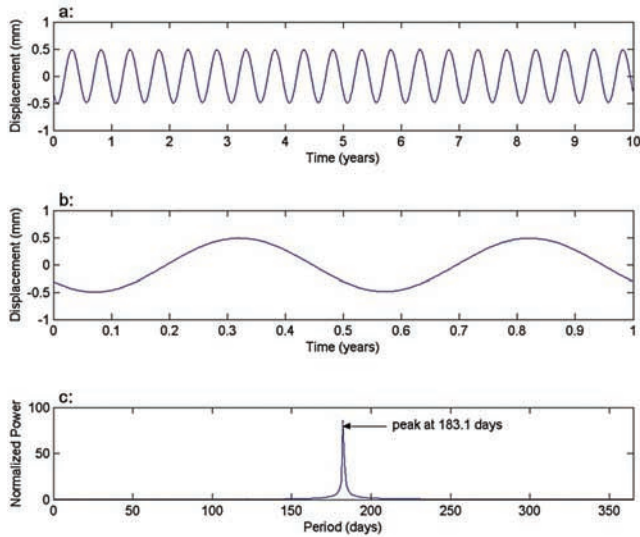 a:
Displacement (mm)
1
0.5
0
-0.5
-1
0 1 2 3 4 5 6 7 8 9 10
Time (years)
b:
Displacement (mm)
1
0.5
0
-0.5
-1
0 0.1 0.2 0.3 0.4 0.5 0.6 0.7 0.8 0.9 1
Time (years)
c:
Normalized Power
100
50
0
peak at 183.1 days
0 50 100 150 200 250 300 350
Period (days)